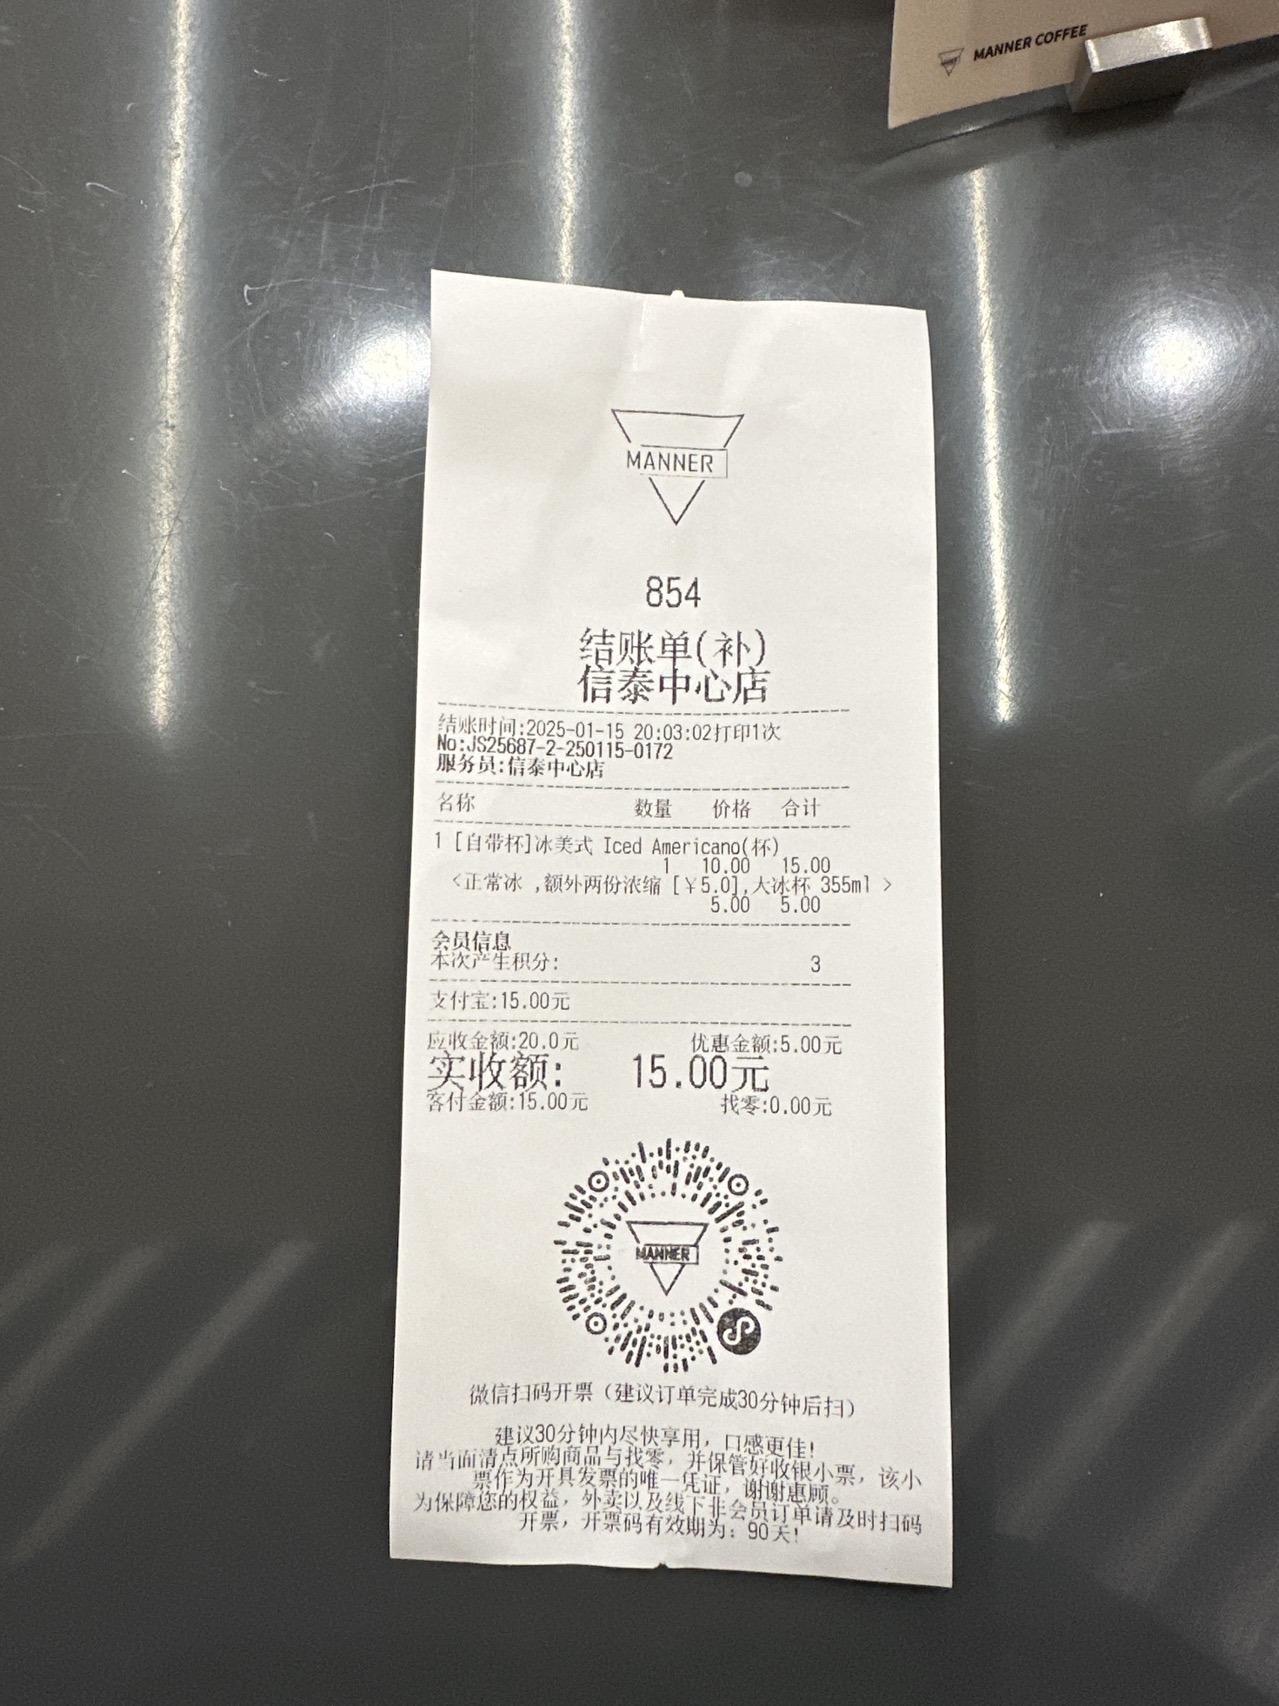 MANNER COFFEE
MANNER
854
结账单(补)
信泰中心店
结账时间:2025-01-15 20:03:02打印1次
No:JS25687-2-250115-0172
服务员:信泰中心店
名称 数量 价格 合计
1 [自带杯]冰美式 Iced Americano(杯)
1 10.00 15.00
<正常冰 ,额外两份浓缩 [￥5.0],大冰杯 355ml >
5.00 5.00
会员信息
本次产生积分: 3
支付宝:15.00元
应收金额:20.0元 优惠金额:5.00元
实收额: 15.00元
客付金额:15.00元 找零:0.00元
MANNER
微信扫码开票（建议订单完成30分钟后扫）
建议30分钟内尽快享用，口感更佳！
请当面清点所购商品与找零，并保管好收银小票，该小
票作为开具发票的唯一凭证，谢谢惠顾。
为保障您的权益，外卖以及线下非会员订单请及时扫码
开票，开票码有效期为：90天！